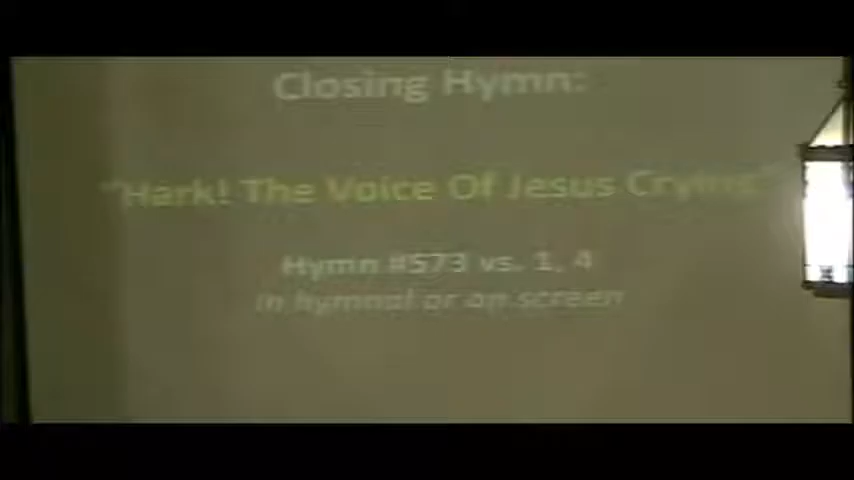 Closing Hymn:
"Hark! The Voice Of Jesus Crying"
Hymn #573 vs. 1, 4
in hymnal or on screen